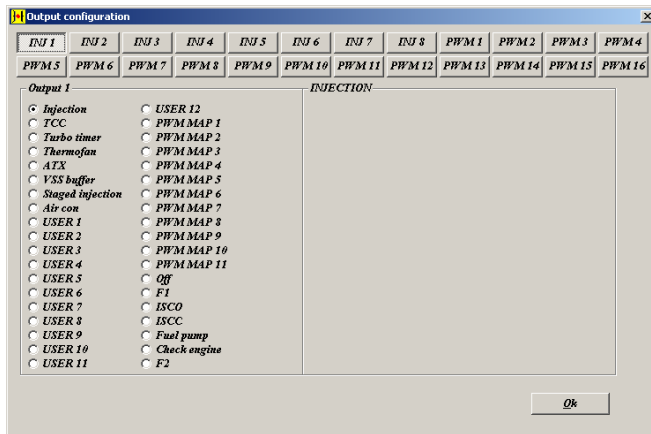 Output configuration
INJ 1 INJ 2 INJ 3 INJ 4 INJ 5 INJ 6 INJ 7 INJ 8 PWM 1 PWM 2 PWM 3 PWM 4
PWM 5 PWM 6 PWM 7 PWM 8 PWM 9 PWM 10 PWM 11 PWM 12 PWM 13 PWM 14 PWM 15 PWM 16
Output 1
Injection
TCC
Turbo timer
Thermofan
ATX
VSS buffer
Staged injection
Air con
USER 1
USER 2
USER 3
USER 4
USER 5
USER 6
USER 7
USER 8
USER 9
USER 10
USER 11
USER 12
PWM MAP 1
PWM MAP 2
PWM MAP 3
PWM MAP 4
PWM MAP 5
PWM MAP 6
PWM MAP 7
PWM MAP 8
PWM MAP 9
PWM MAP 10
PWM MAP 11
Off
F1
ISCO
ISCC
Fuel pump
Check engine
F2
INJECTION
Ok